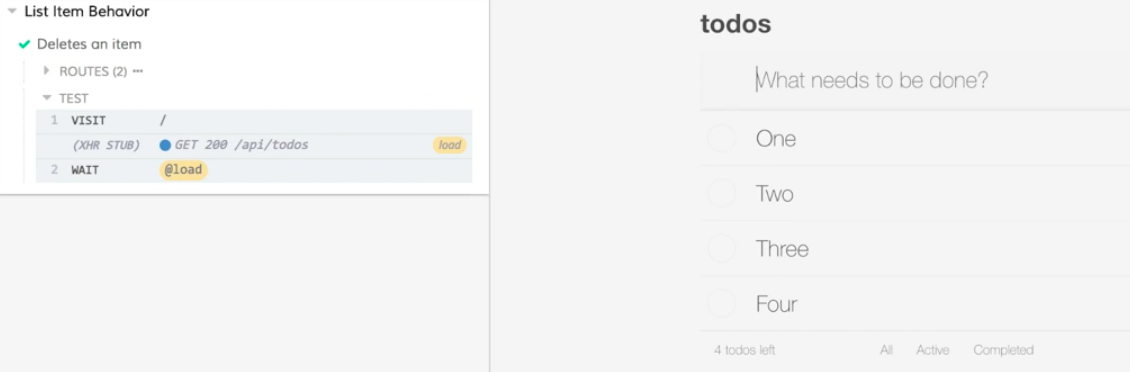 List Item Behavior
Deletes an item
ROUTES (2) •••
TEST
1 VISIT /
(XHR STUB) GET 200 /api/todos load
2 WAIT @load
todos
What needs to be done?
One
Two
Three
Four
4 todos left All Active Completed